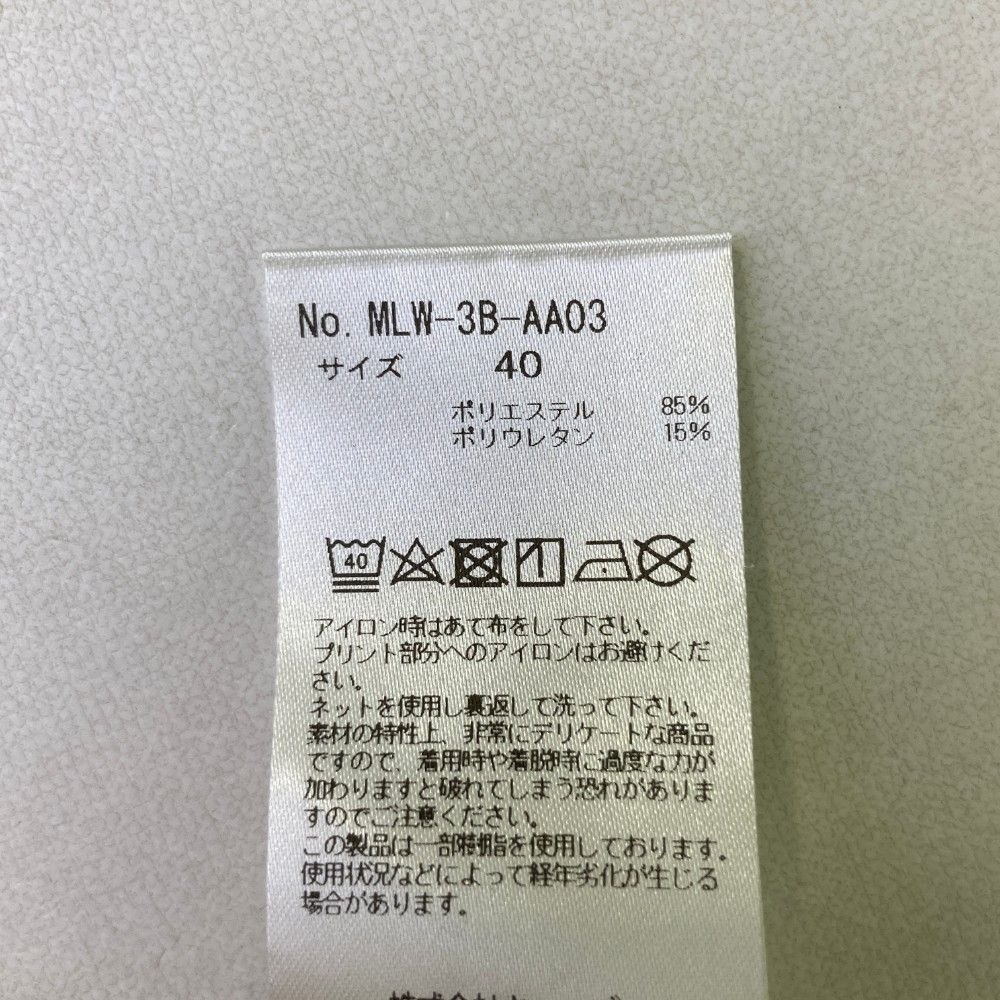 No. MLW-3B-AA03
サイズ 40
ポリエステル 85%
ポリウレタン 15%
40
アイロン時はあて布をして下さい。
プリント部分へのアイロンはお避けくだ
さい。
ネットを使用し裏返して洗って下さい。
素材の特性上、非常にデリケートな商品
ですので、着用時や着脱時に過度な力が
加わりますと破れてしまう恐れがありま
すのでご注意ください。
この製品は一部樹脂を使用しております。
使用状況などによって経年劣化が生じる
場合があります。
株式会社